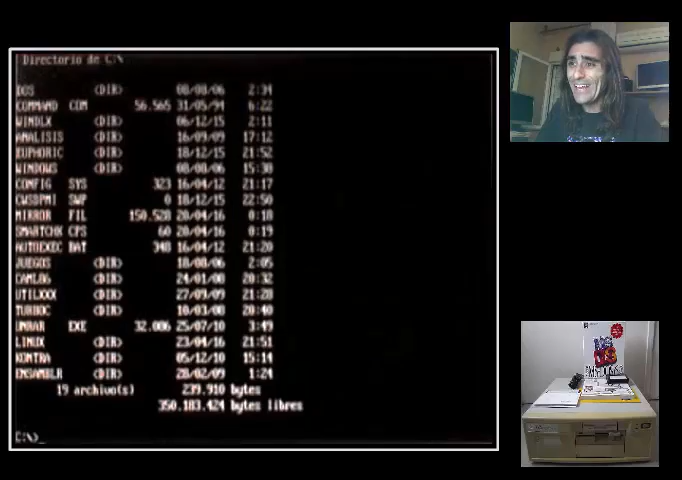 Directorio de C:\
DOS <DIR> 08/08/06 2:34
COMMAND COM 56.565 31/05/94 6:22
WINDLX <DIR> 06/12/15 2:11
ANALISIS <DIR> 16/09/09 17:12
EUPHORIC <DIR> 18/12/15 21:52
WINDOWS <DIR> 08/08/06 15:38
CONFIG SYS 323 16/04/12 21:17
CWSDPMI SWP 0 18/12/15 22:50
MIRROR FIL 150.528 20/04/16 0:18
SMARTCHK CPS 60 20/04/16 0:19
AUTOEXEC BAT 348 16/04/12 21:20
JUEGOS <DIR> 18/08/06 2:05
CAMLOG <DIR> 24/01/08 20:32
UTILXXX <DIR> 27/09/09 21:28
TURBOC <DIR> 10/03/08 20:40
UNRAR EXE 32.086 25/07/10 3:49
LINUX <DIR> 23/04/16 21:51
KONTRA <DIR> 05/12/10 15:14
ENSAMBLR <DIR> 28/02/09 1:24
19 archivo(s) 239.910 bytes
350.183.424 bytes libres
C:\>_